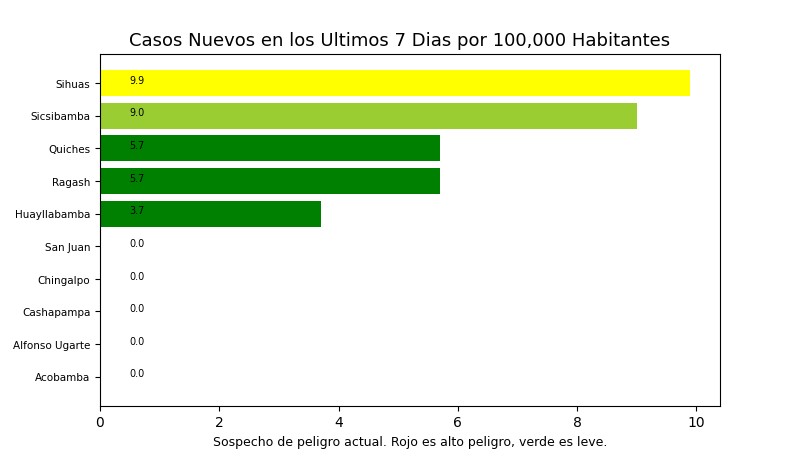 Casos Nuevos en los Ultimos 7 Dias por 100,000 Habitantes
Sihuas 9.9
Sicsibamba 9.0
Quiches 5.7
Ragash 5.7
Huayllabamba 3.7
San Juan 0.0
Chingalpo 0.0
Cashapampa 0.0
Alfonso Ugarte 0.0
Acobamba 0.0
0 2 4 6 8 10
Sospecho de peligro actual. Rojo es alto peligro, verde es leve.